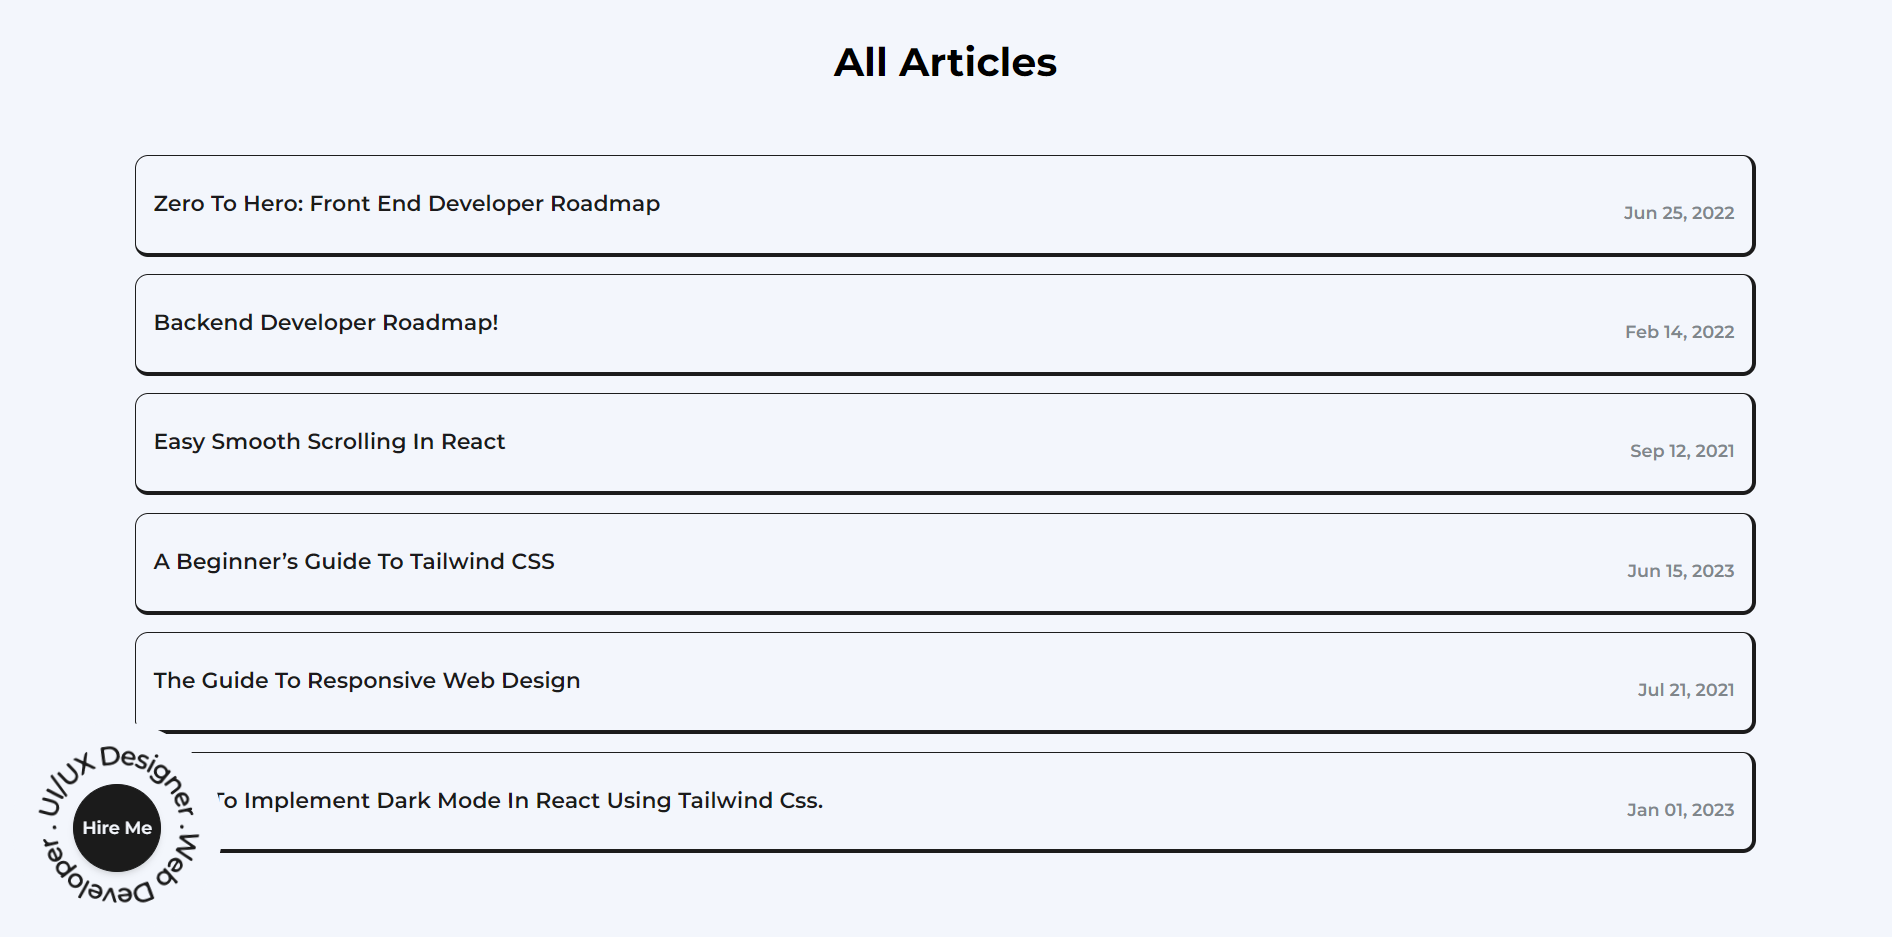 All Articles
Zero To Hero: Front End Developer Roadmap
Jun 25, 2022
Backend Developer Roadmap!
Feb 14, 2022
Easy Smooth Scrolling In React
Sep 12, 2021
A Beginner’s Guide To Tailwind CSS
Jun 15, 2023
The Guide To Responsive Web Design
Jul 21, 2021
To Implement Dark Mode In React Using Tailwind Css.
Jan 01, 2023
UI/UX Designer · Web Developer ·
Hire Me